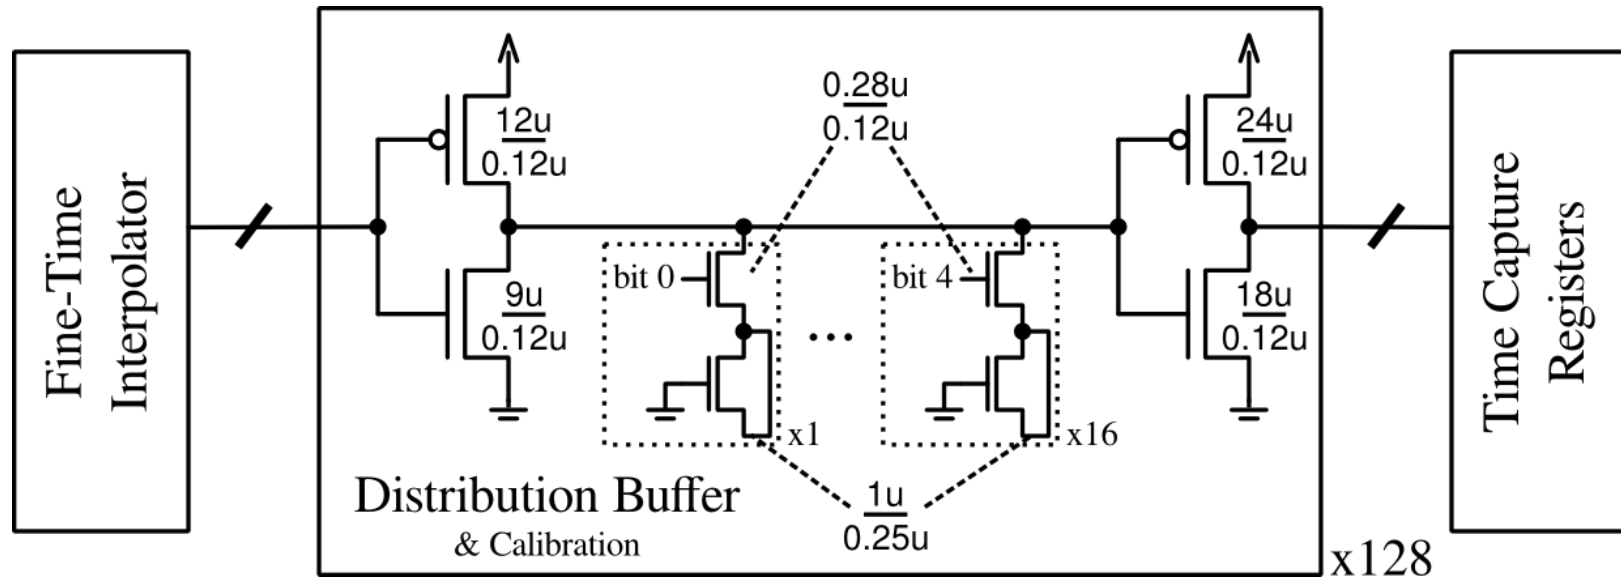 Fine-Time
Interpolator
12u
0.12u
9u
0.12u
0.28u
0.12u
bit 0
x1
...
bit 4
x16
1u
0.25u
24u
0.12u
18u
0.12u
Distribution Buffer
& Calibration
x128
Time Capture
Registers